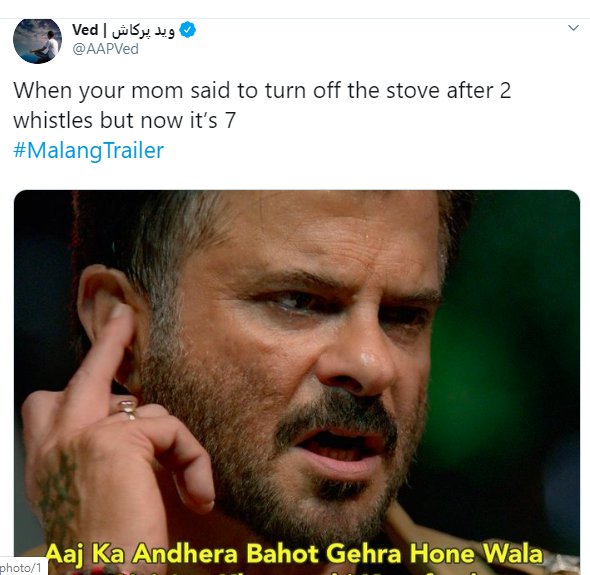 Ved | وید پرکاش
@AAPVed
When your mom said to turn off the stove after 2
whistles but now it's 7
#MalangTrailer
Aaj Ka Andhera Bahot Gehra Hone Wala
photo/1